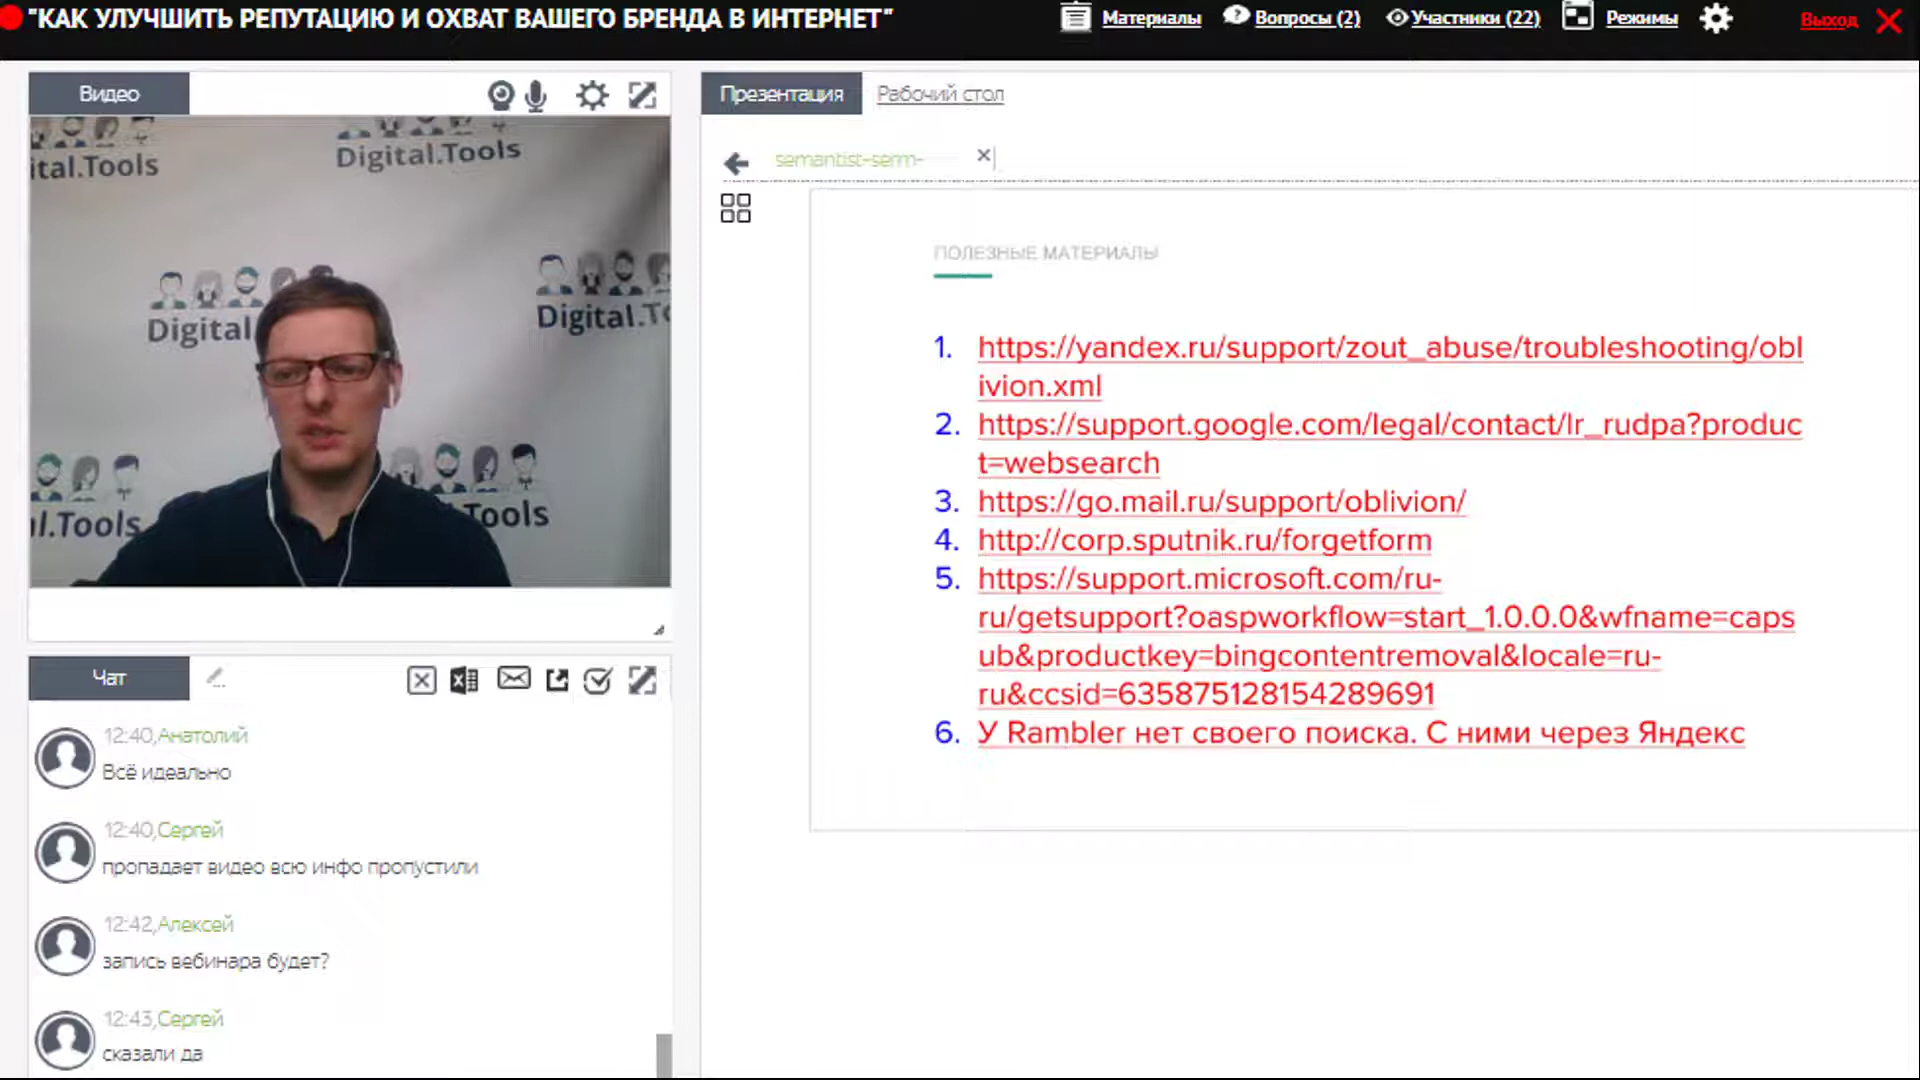 "КАК УЛУЧШИТЬ РЕПУТАЦИЮ И ОХВАТ ВАШЕГО БРЕНДА В ИНТЕРНЕТ"
Материалы
Вопросы (2)
Участники (22)
Режимы
Выход
Видео
ital.Tools
Digital.Tools
Digital
Digital.To
al.Tools
Tools
Чат
12:40,Анатолий
Всё идеально
12:40,Сергей
пропадает видео всю инфо пропустили
12:42,Алексей
запись вебинара будет?
12:43,Сергей
сказали да
Презентация
Рабочий стол
semantist-serm-
ПОЛЕЗНЫЕ МАТЕРИАЛЫ
1. https://yandex.ru/support/zout_abuse/troubleshooting/obl
ivion.xml
2. https://support.google.com/legal/contact/lr_rudpa?produc
t=websearch
3. https://go.mail.ru/support/oblivion/
4. http://corp.sputnik.ru/forgetform
5. https://support.microsoft.com/ru-
ru/getsupport?oaspworkflow=start_1.0.0.0&wfname=caps
ub&productkey=bingcontentremoval&locale=ru-
ru&ccsid=635875128154289691
6. У Rambler нет своего поиска. С ними через Яндекс